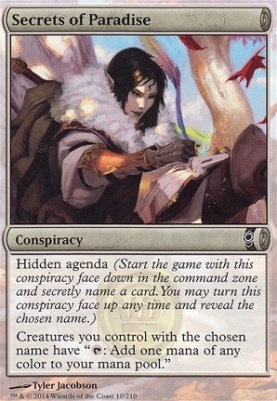 Secrets of Paradise
Conspiracy
Hidden agenda (Start the game with this
conspiracy face down in the command zone
and secretly name a card. You may turn this
conspiracy face up any time and reveal the
chosen name.)
Creatures you control with the chosen
name have “: Add one mana of any
color to your mana pool.”
Tyler Jacobson
™ & © 2014 Wizards of the Coast 10/210